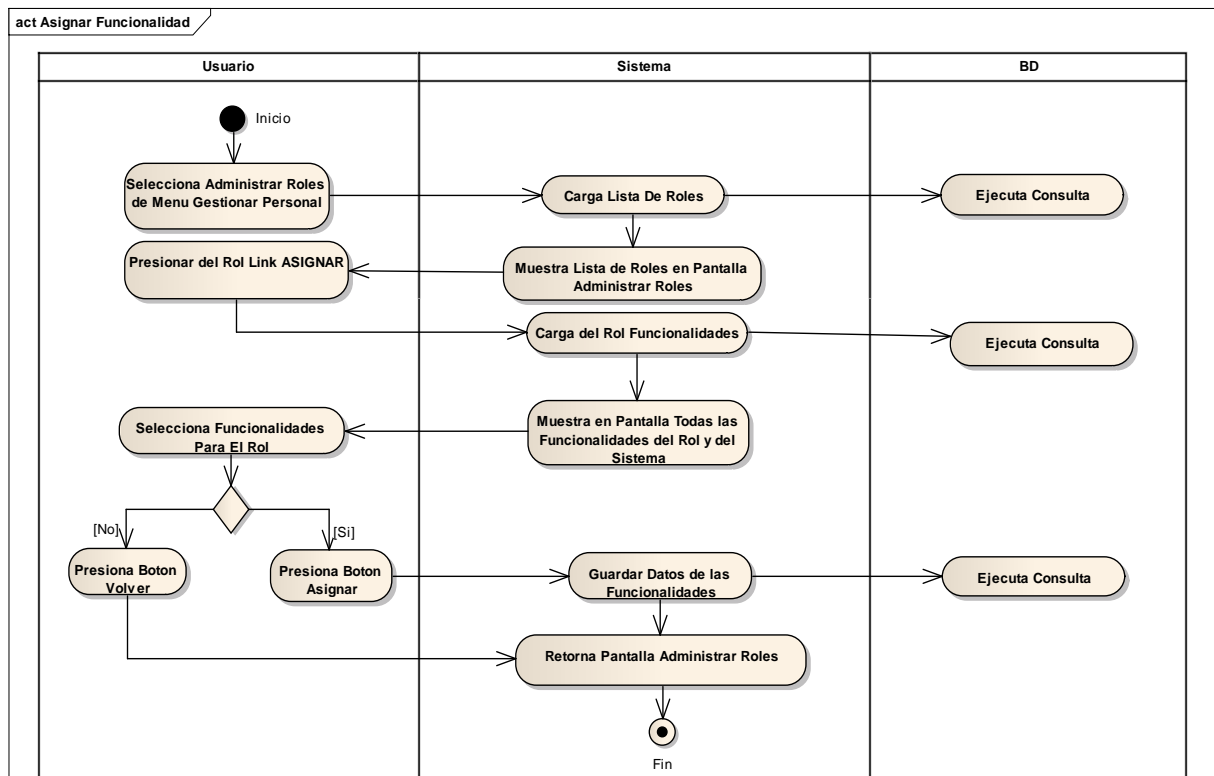 act Asignar Funcionalidad
Usuario
Sistema
BD
Inicio
Selecciona Administrar Roles
de Menu Gestionar Personal
Carga Lista De Roles
Ejecuta Consulta
Presionar del Rol Link ASIGNAR
Muestra Lista de Roles en Pantalla
Administrar Roles
Carga del Rol Funcionalidades
Ejecuta Consulta
Selecciona Funcionalidades
Para El Rol
Muestra en Pantalla Todas las
Funcionalidades del Rol y del
Sistema
[No]
[Si]
Presiona Boton
Volver
Presiona Boton
Asignar
Guardar Datos de las
Funcionalidades
Ejecuta Consulta
Retorna Pantalla Administrar Roles
Fin